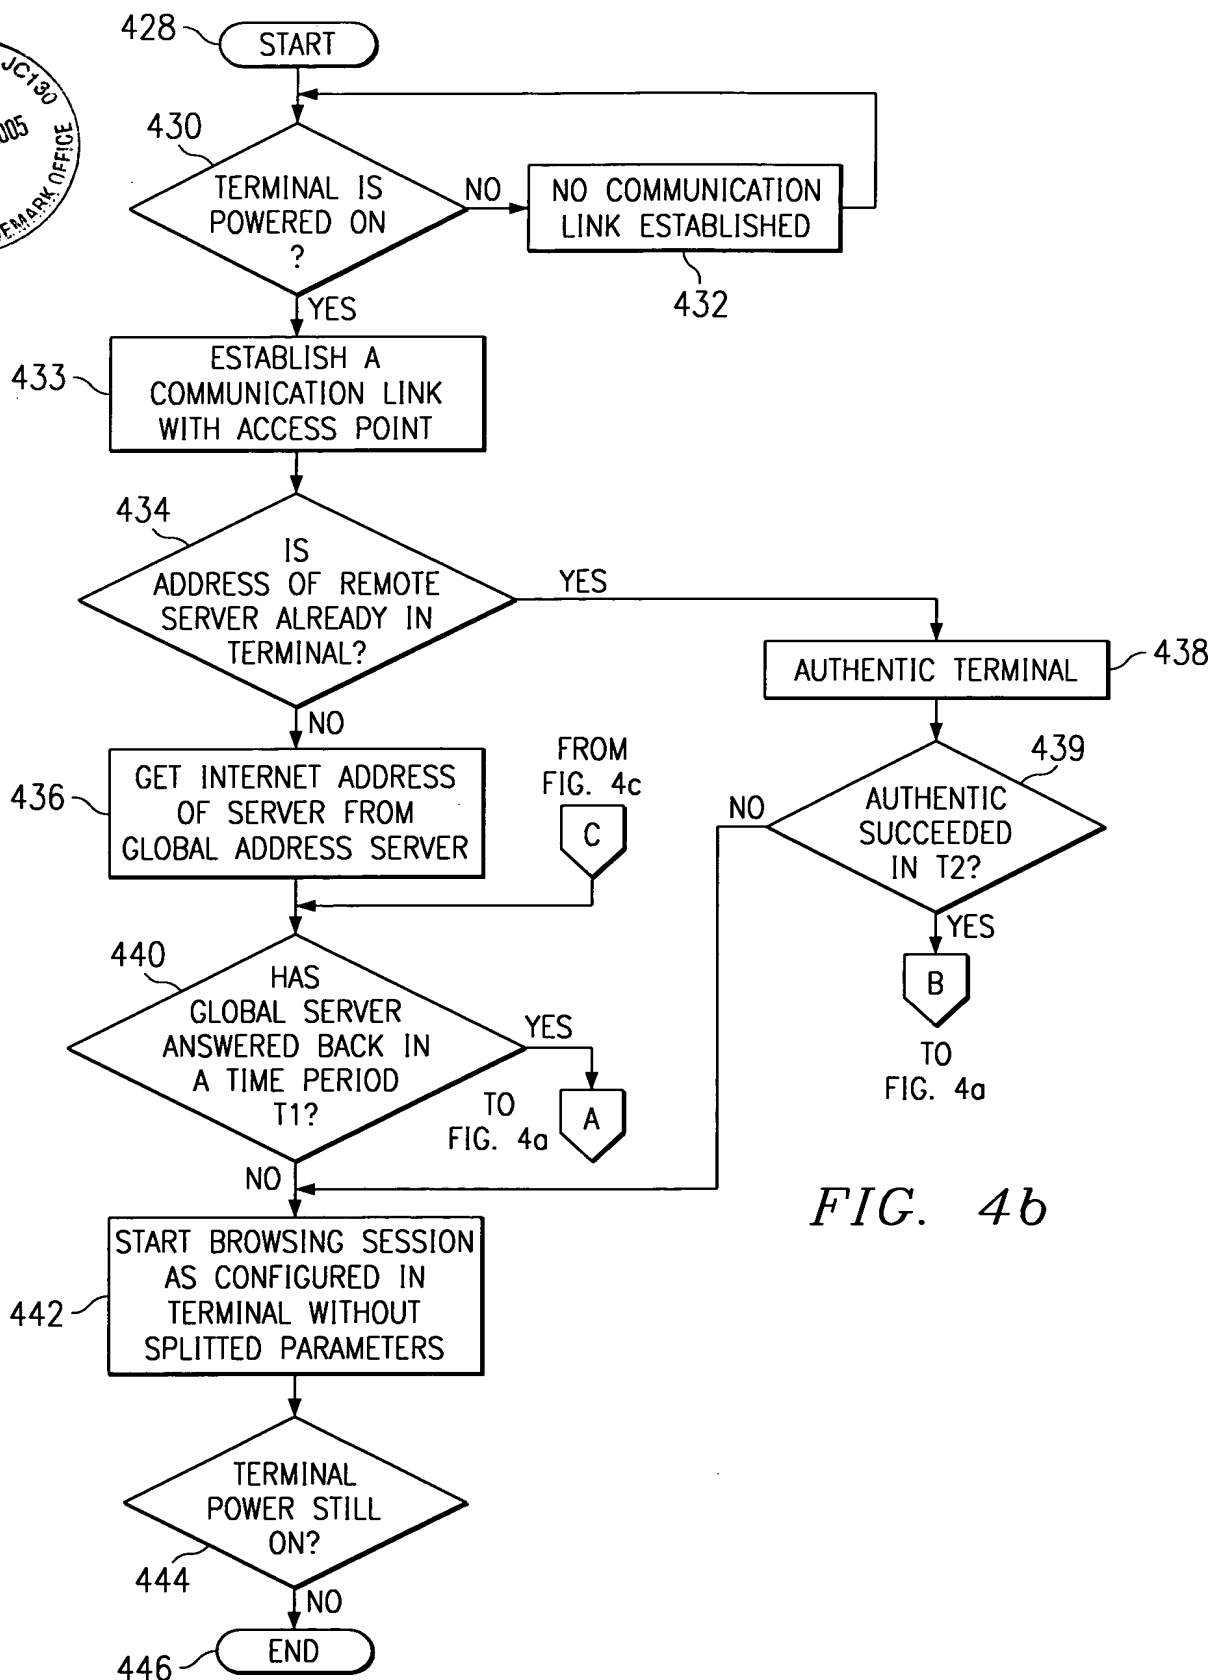 428
START
JC130
005
EMARK OFFICE
430
TERMINAL IS
POWERED ON
?
NO
NO COMMUNICATION
LINK ESTABLISHED
432
YES
433
ESTABLISH A
COMMUNICATION LINK
WITH ACCESS POINT
434
IS
ADDRESS OF REMOTE
SERVER ALREADY IN
TERMINAL?
YES
AUTHENTIC TERMINAL
438
NO
436
GET INTERNET ADDRESS
OF SERVER FROM
GLOBAL ADDRESS SERVER
FROM
FIG. 4c
C
439
AUTHENTIC
SUCCEEDED
IN T2?
NO
YES
B
TO
FIG. 4a
440
HAS
GLOBAL SERVER
ANSWERED BACK IN
A TIME PERIOD
T1?
YES
TO
FIG. 4a
A
NO
FIG. 4b
442
START BROWSING SESSION
AS CONFIGURED IN
TERMINAL WITHOUT
SPLITTED PARAMETERS
TERMINAL
POWER STILL
ON?
444
NO
446
END